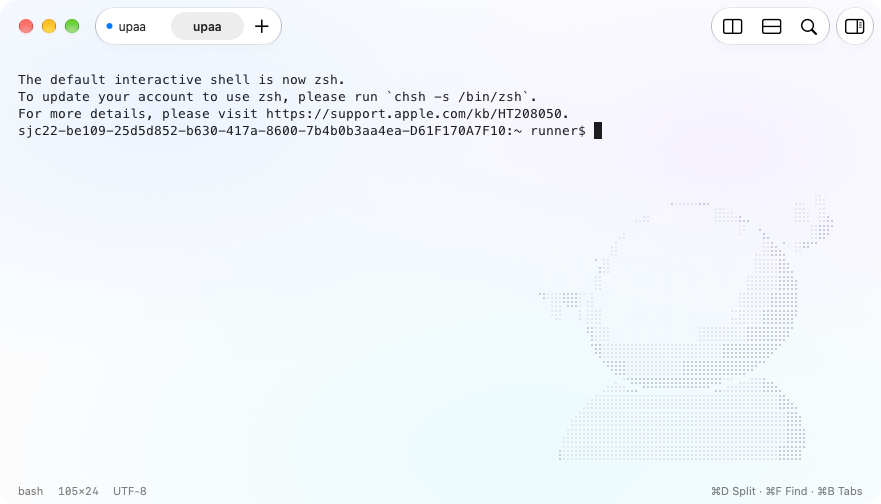 upaa
upaa
The default interactive shell is now zsh.
To update your account to use zsh, please run `chsh -s /bin/zsh`.
For more details, please visit https://support.apple.com/kb/HT208050.
sjc22-be109-25d5d852-b630-417a-8600-7b4b0b3aa4ea-D61F170A7F10:~ runner$
bash 105×24 UTF-8
⌘D Split · ⌘F Find · ⌘B Tabs